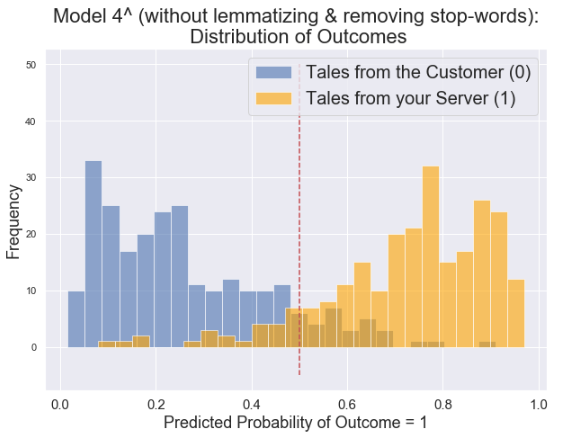 Model 4^ (without lemmatizing & removing stop-words):
Distribution of Outcomes
Tales from the Customer (0)
Tales from your Server (1)
Frequency
50
40
30
20
10
0
0.0 0.2 0.4 0.6 0.8 1.0
Predicted Probability of Outcome = 1